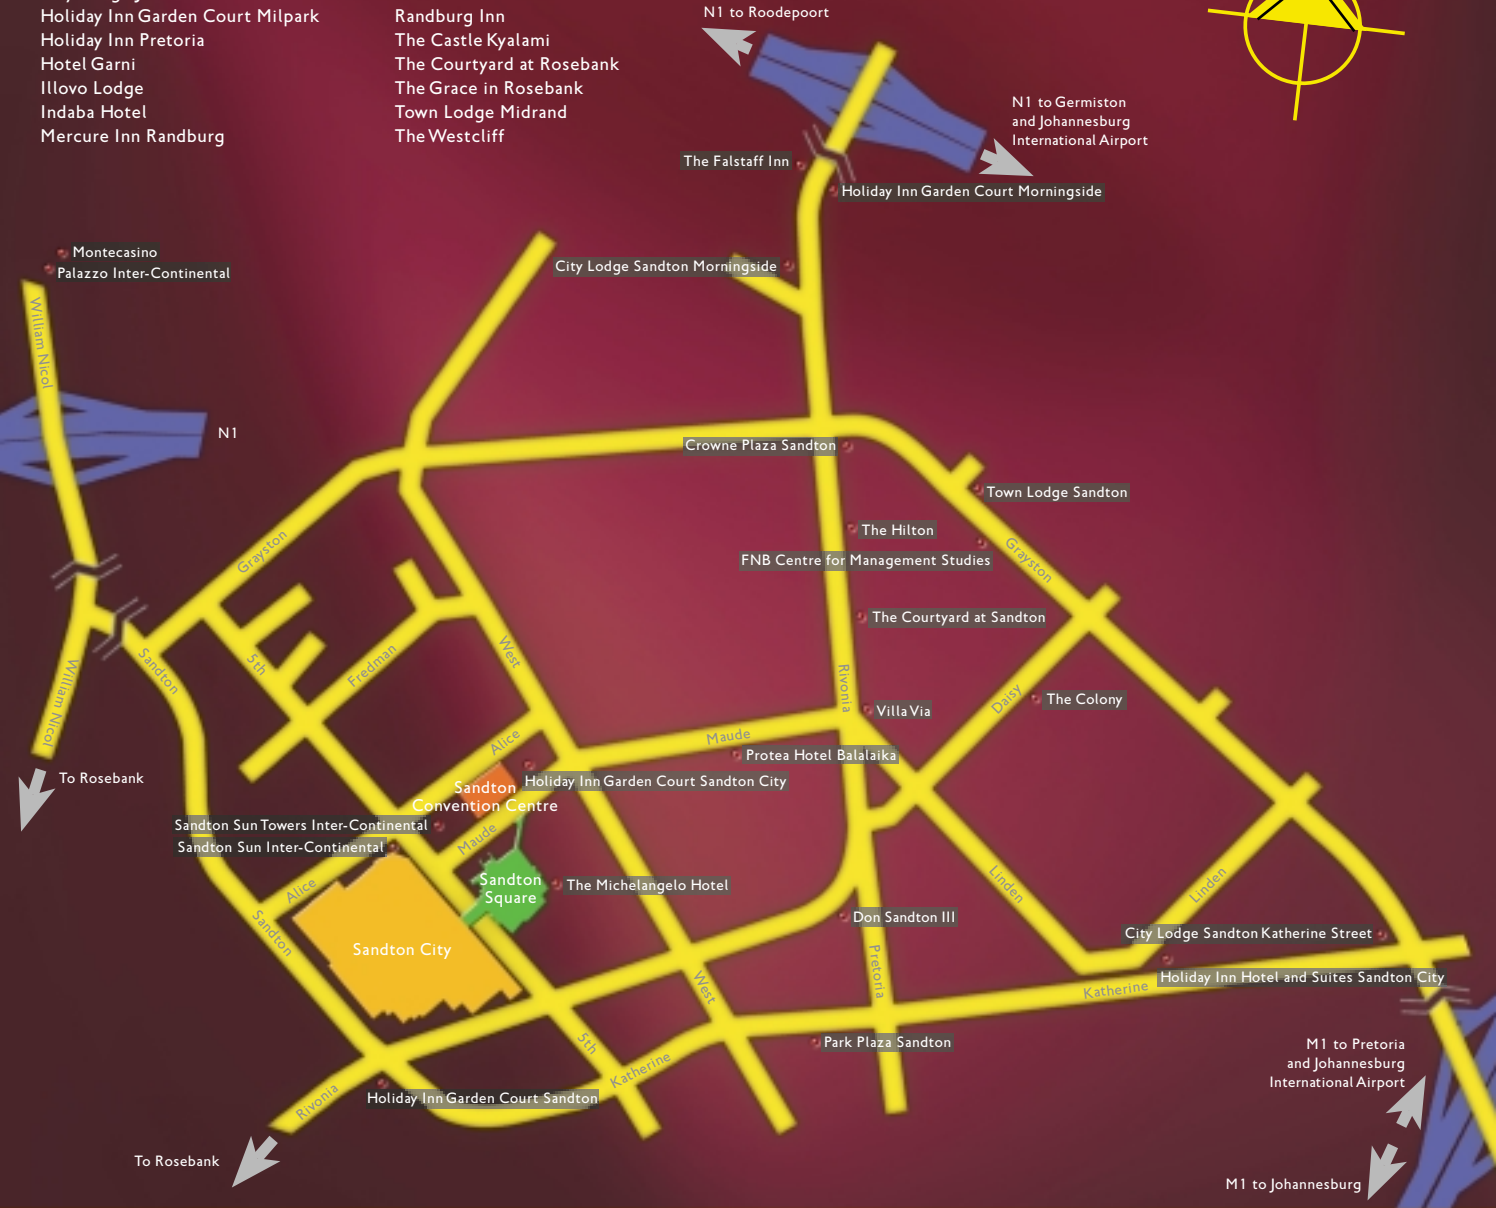 Holiday Inn Garden Court Milpark
Holiday Inn Pretoria
Hotel Garni
Illovo Lodge
Indaba Hotel
Mercure Inn Randburg
Randburg Inn
The Castle Kyalami
The Courtyard at Rosebank
The Grace in Rosebank
Town Lodge Midrand
The Westcliff
N1 to Roodepoort
N1 to Germiston
and Johannesburg
International Airport
The Falstaff Inn
Holiday Inn Garden Court Morningside
Montecasino
Palazzo Inter-Continental
City Lodge Sandton Morningside
William Nicol
N1
Crowne Plaza Sandton
Town Lodge Sandton
The Hilton
FNB Centre for Management Studies
Grayston
Grayston
The Courtyard at Sandton
Sandton
5th
Fredman
West
Rivonia
William Nicol
Daisy
The Colony
Villa Via
Maude
Alice
Protea Hotel Balalaika
To Rosebank
Holiday Inn Garden Court Sandton City
Sandton
Convention Centre
Sandton Sun Towers Inter-Continental
Maude
Sandton Sun Inter-Continental
Alice
Sandton
Square
The Michelangelo Hotel
Linden
Linden
Don Sandton III
Sandton
Sandton City
City Lodge Sandton Katherine Street
Holiday Inn Hotel and Suites Sandton City
Pretoria
West
Katherine
5th
Park Plaza Sandton
Katherine
Rivonia
Holiday Inn Garden Court Sandton
M1 to Pretoria
and Johannesburg
International Airport
To Rosebank
M1 to Johannesburg